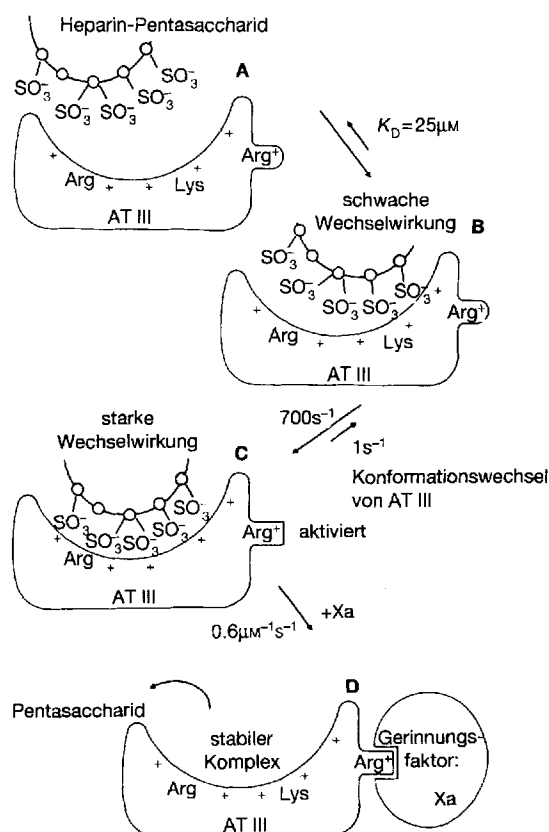 Heparin-Pentasaccharid
SO₃⁻
SO₃⁻
SO₃⁻
SO₃⁻
SO₃⁻
A
+ + + + +
Arg
Lys
Arg⁺
AT III
K_D=25µM
schwache
Wechselwirkung
B
SO₃⁻
SO₃⁻
SO₃⁻
SO₃⁻
SO₃⁻
+ + + + +
Arg
Lys
Arg⁺
AT III
700s⁻¹
1s⁻¹
Konformationswechsel
von AT III
starke
Wechselwirkung
C
SO₃⁻
SO₃⁻
SO₃⁻
SO₃⁻
SO₃⁻
+ + + + +
Arg
Arg⁺
aktiviert
AT III
0.6µM⁻¹s⁻¹
+Xa
D
Pentasaccharid
stabiler
Komplex
+ + + + +
Arg
Lys
Arg⁺
AT III
Gerinnungs-
faktor:
Xa